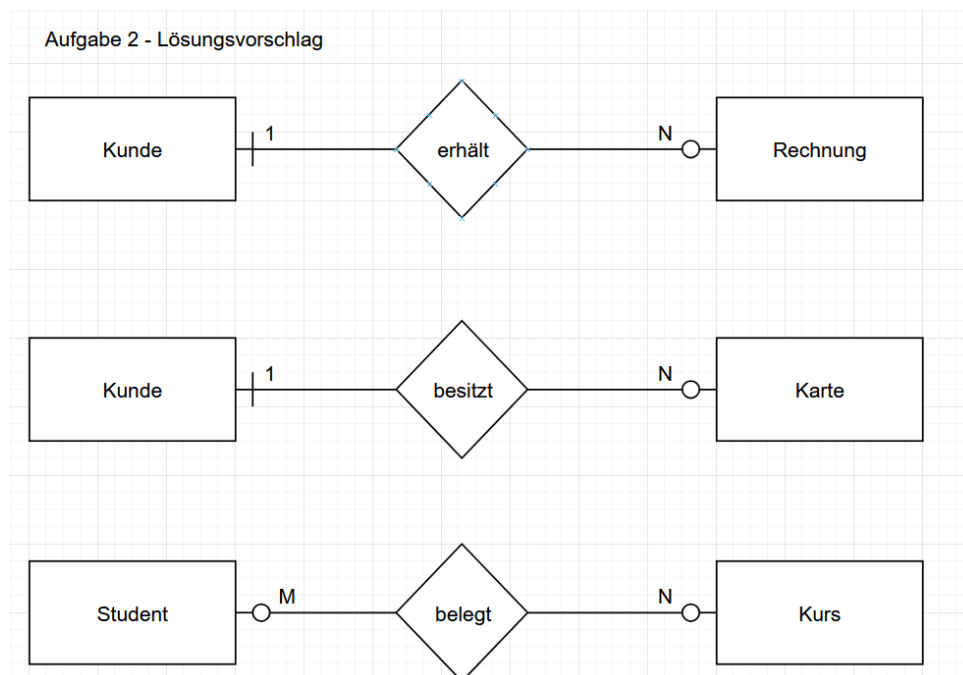 Aufgabe 2 - Lösungsvorschlag
Kunde 1 erhält N Rechnung
Kunde 1 besitzt N Karte
Student M belegt N Kurs